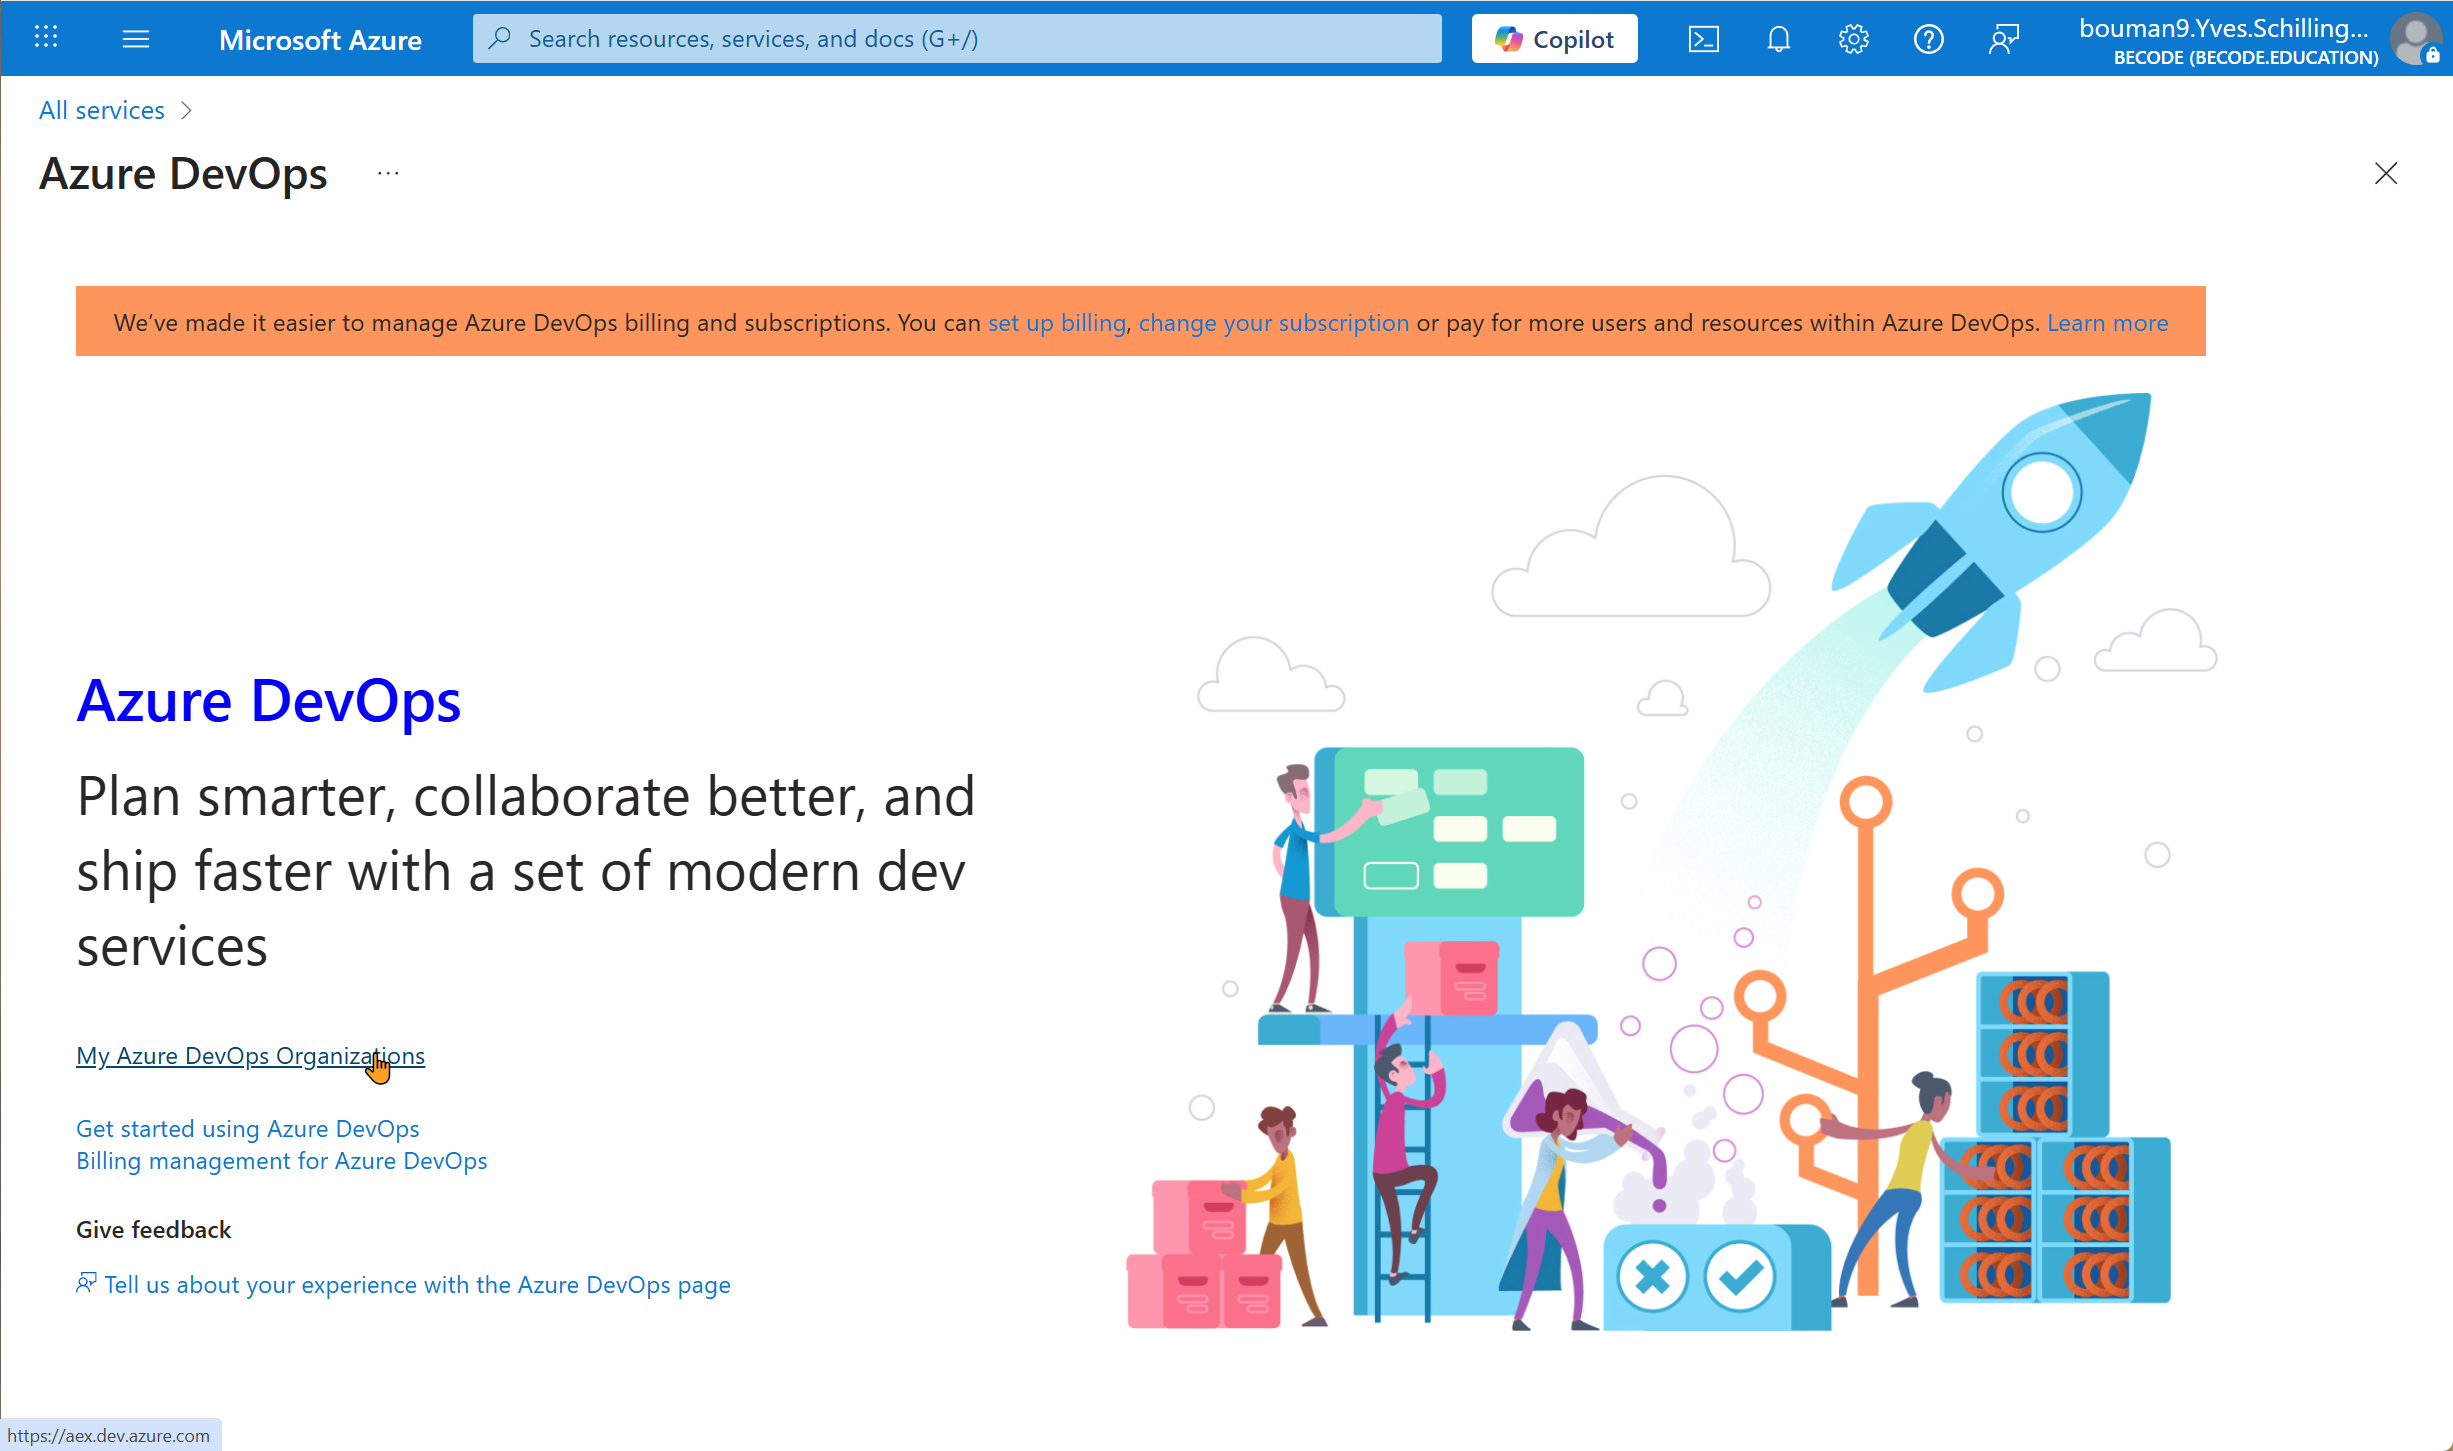 Microsoft Azure
Search resources, services, and docs (G+/)
Copilot
bouman9.Yves.Schilling...
BECODE (BECODE.EDUCATION)
All services
Azure DevOps
...
We’ve made it easier to manage Azure DevOps billing and subscriptions. You can set up billing, change your subscription or pay for more users and resources within Azure DevOps. Learn more
Azure DevOps
Plan smarter, collaborate better, and
ship faster with a set of modern dev
services
My Azure DevOps Organizations
Get started using Azure DevOps
Billing management for Azure DevOps
Give feedback
Tell us about your experience with the Azure DevOps page
https://aex.dev.azure.com